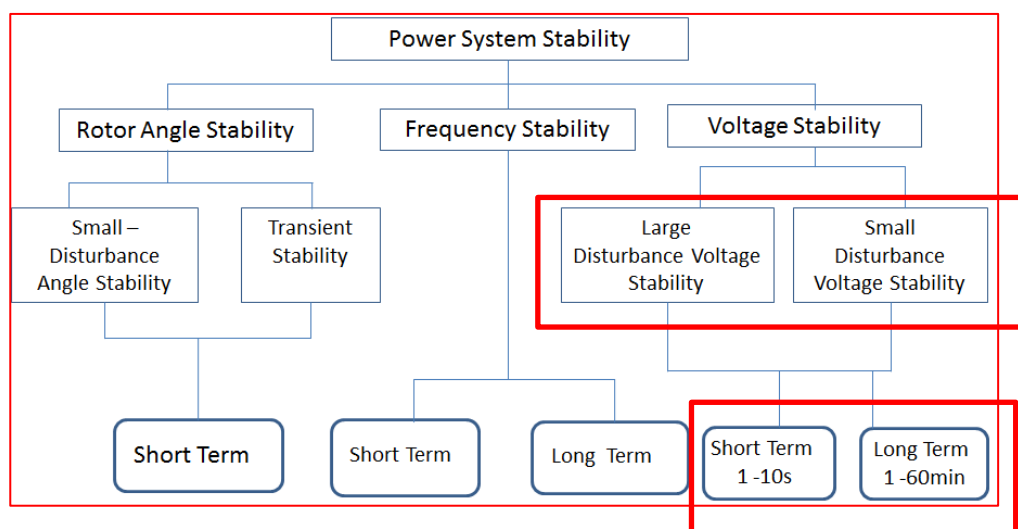 Power System Stability
Rotor Angle Stability
Frequency Stability
Voltage Stability
Small –
Disturbance
Angle Stability
Transient
Stability
Large
Disturbance Voltage
Stability
Small
Disturbance
Voltage Stability
Short Term
Short Term
Long Term
Short Term
1 -10s
Long Term
1 -60min